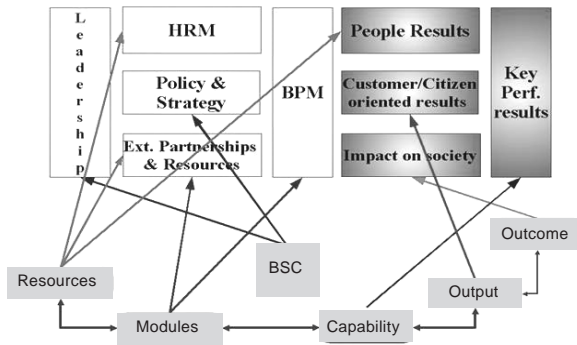 Leadership
HRM
Policy &
Strategy
Ext. Partnerships
& Resources
BPM
People Results
Customer/Citizen
oriented results
Impact on society
Key
Perf.
results
Outcome
BSC
Resources
Output
Modules
Capability